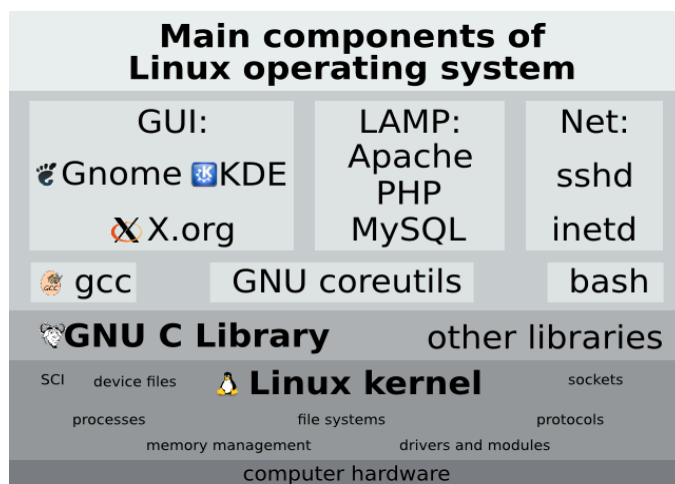 Main components of
Linux operating system
GUI:
Gnome KDE
X.org
LAMP:
Apache
PHP
MySQL
Net:
sshd
inetd
gcc GNU coreutils bash
GNU C Library other libraries
SCI device files Linux kernel sockets
processes file systems protocols
memory management drivers and modules
computer hardware